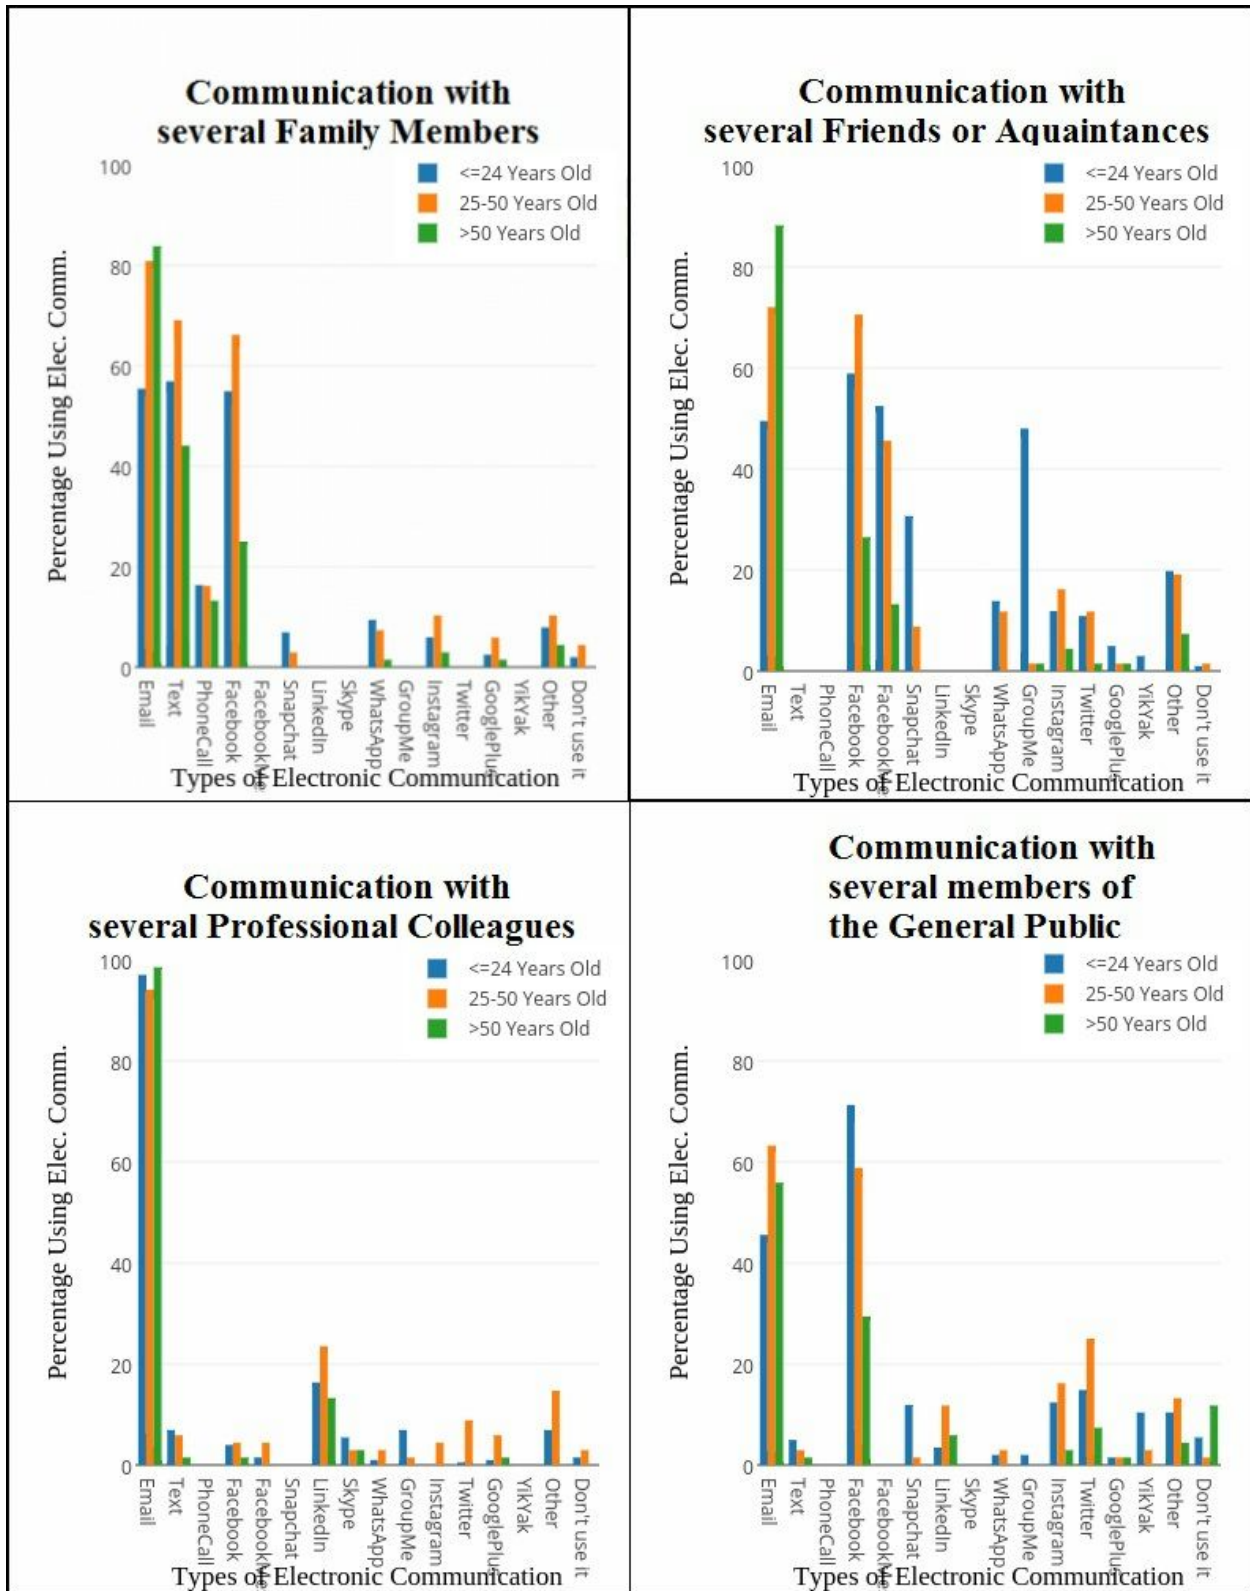 Communication with
several Family Members
100
<=24 Years Old
25-50 Years Old
>50 Years Old
80
60
40
20
0
Percentage Using Elec. Comm.
Email
Text
PhoneCall
Facebook
FacebookMe
Snapchat
LinkedIn
Skype
WhatsApp
GroupMe
Instagram
Twitter
GooglePlus
YikYak
Other
Don't use it
Types of Electronic Communication
Communication with
several Friends or Aquaintances
100
<=24 Years Old
25-50 Years Old
>50 Years Old
80
60
40
20
0
Percentage Using Elec. Comm.
Email
Text
PhoneCall
Facebook
FacebookMe
Snapchat
LinkedIn
Skype
WhatsApp
GroupMe
Instagram
Twitter
GooglePlus
YikYak
Other
Don't use it
Types of Electronic Communication
Communication with
several Professional Colleagues
100
<=24 Years Old
25-50 Years Old
>50 Years Old
80
60
40
20
0
Percentage Using Elec. Comm.
Email
Text
PhoneCall
Facebook
FacebookMe
Snapchat
LinkedIn
Skype
WhatsApp
GroupMe
Instagram
Twitter
GooglePlus
YikYak
Other
Don't use it
Types of Electronic Communication
Communication with
several members of
the General Public
100
<=24 Years Old
25-50 Years Old
>50 Years Old
80
60
40
20
0
Percentage Using Elec. Comm.
Email
Text
PhoneCall
Facebook
FacebookMe
Snapchat
LinkedIn
Skype
WhatsApp
GroupMe
Instagram
Twitter
GooglePlus
YikYak
Other
Don't use it
Types of Electronic Communication